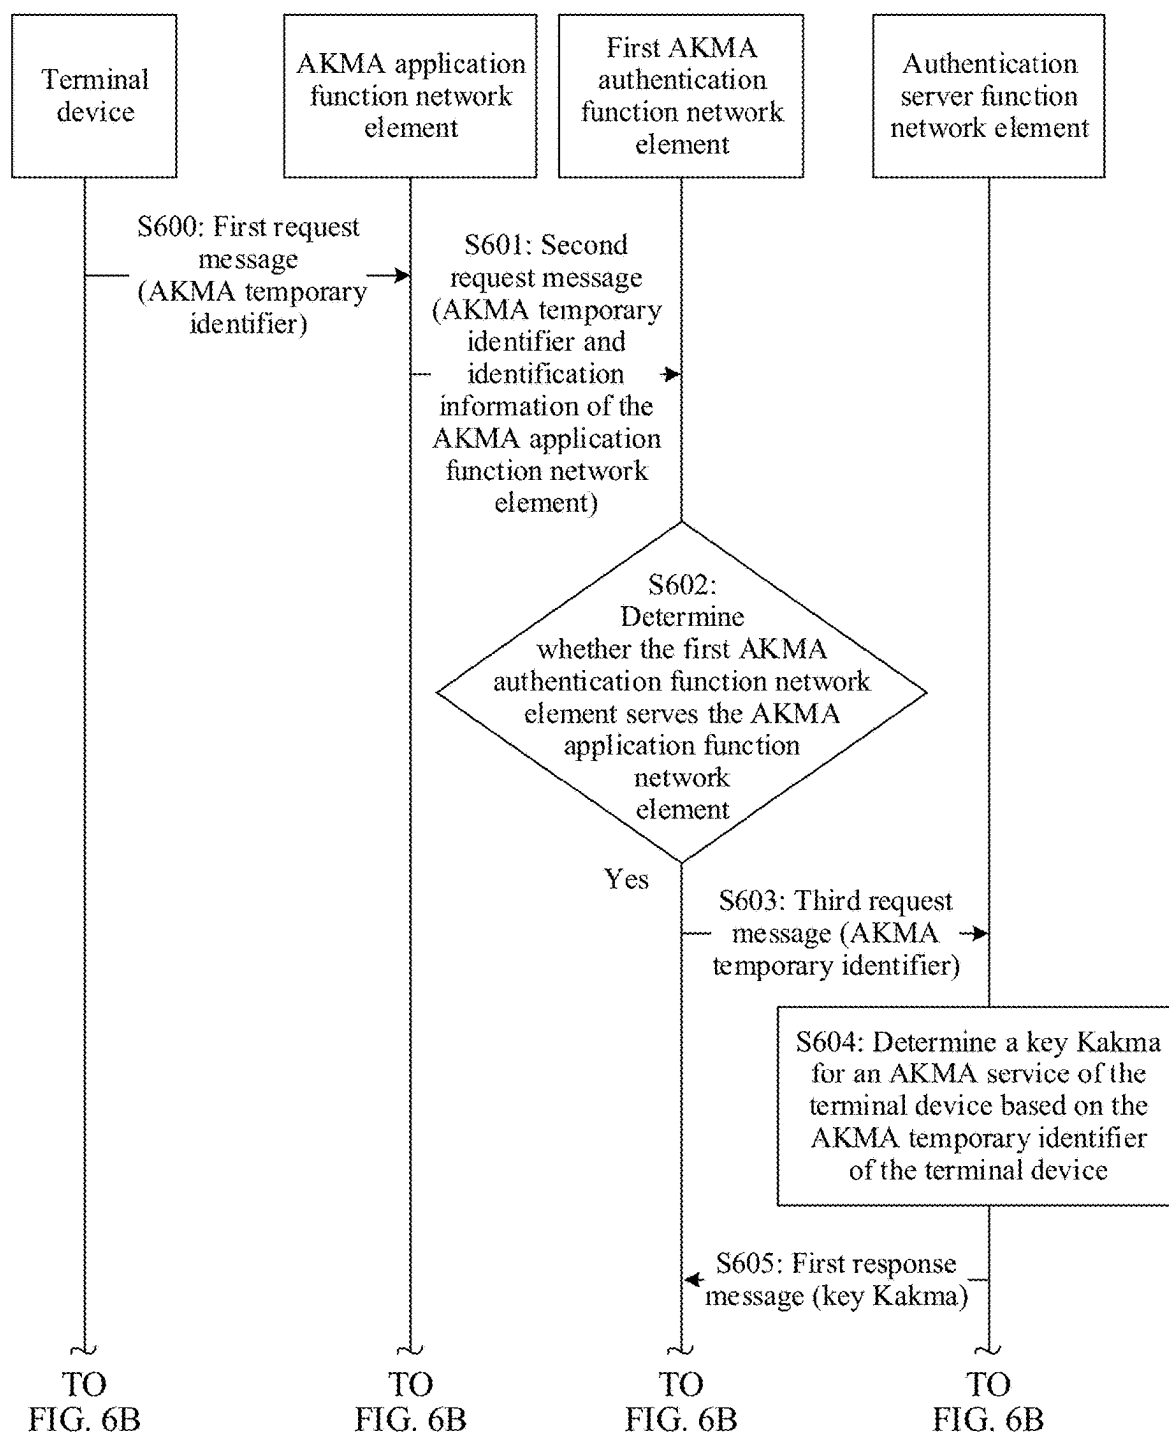 Terminal
device
AKMA application
function network
element
First AKMA
authentication
function network
element
Authentication
server function
network element
S600: First request
message
(AKMA temporary
identifier)
S601: Second
request message
(AKMA temporary
identifier and
identification
information of the
AKMA application
function network
element)
S602:
Determine
whether the first AKMA
authentication function network
element serves the AKMA
application function
network
element
Yes
S603: Third request
message (AKMA
temporary identifier)
S604: Determine a key Kakma
for an AKMA service of the
terminal device based on the
AKMA temporary identifier
of the terminal device
S605: First response
message (key Kakma)
TO
FIG. 6B
TO
FIG. 6B
TO
FIG. 6B
TO
FIG. 6B